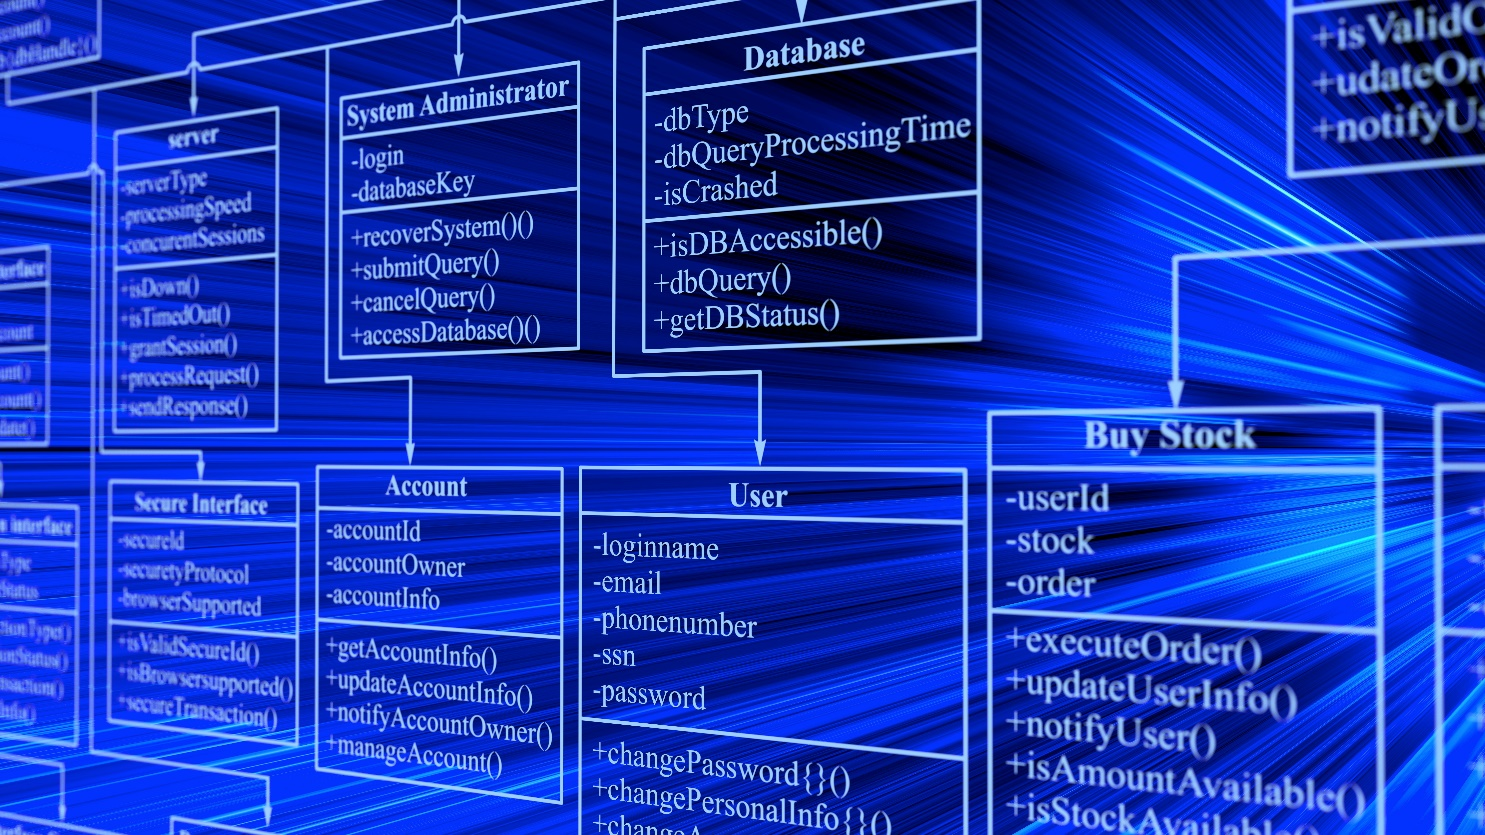 server
-serverType
-processingSpeed
-concurentSessions
+isDown()
+isTimedOut()
+grantSession()
+processRequest()
+sendResponse()
System Administrator
-login
-databaseKey
+recoverSystem()()
+submitQuery()
+cancelQuery()
+accessDatabase()()
Database
-dbType
-dbQueryProcessingTime
-isCrashed
+isDBAccessible()
+dbQuery()
+getDBStatus()
+isValid
+notify
Secure Interface
-secureId
-securetyProtocol
-browserSupported
+isValidSecureId()
+isBrowsersupported()
+secureTransaction()
Account
-accountId
-accountOwner
-accountInfo
+getAccountInfo()
+updateAccountInfo()
+notifyAccountOwner()
+manageAccount()
User
-loginname
-email
-phonenumber
-ssn
-password
+changePassword{}()
+changePersonalInfo{}()
Buy Stock
-userId
-stock
-order
+executeOrder()
+updateUserInfo()
+notifyUser()
+isAmountAvailable()
+isStockAvailable